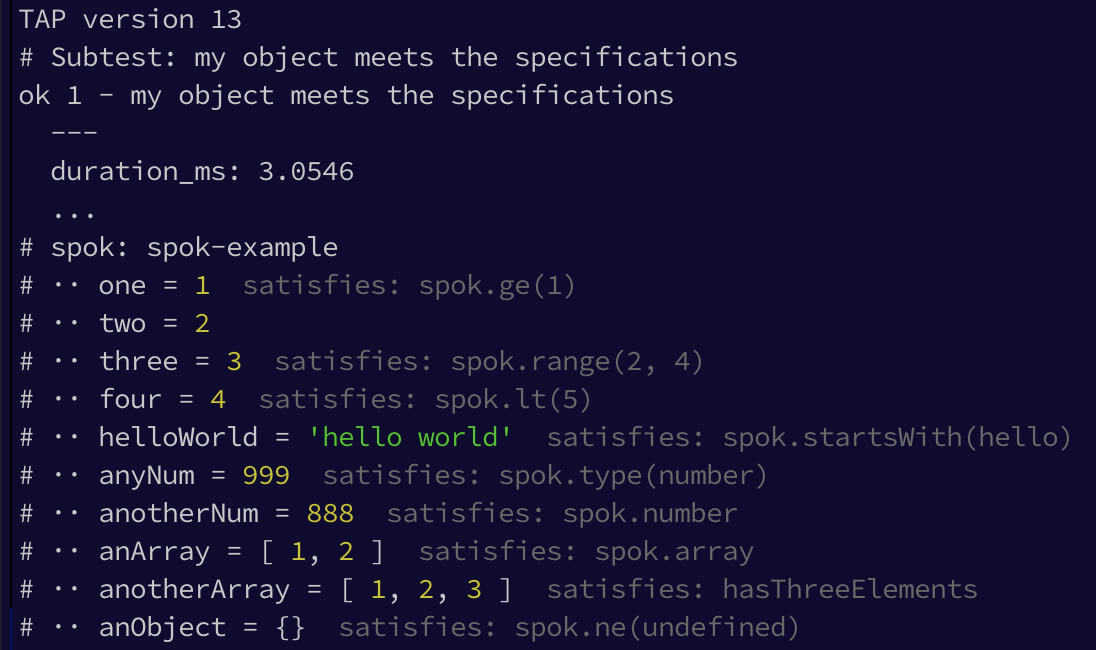 TAP version 13
# Subtest: my object meets the specifications
ok 1 - my object meets the specifications
  ---
  duration_ms: 3.0546
  ...
# spok: spok-example
# ·· one = 1  satisfies: spok.ge(1)
# ·· two = 2
# ·· three = 3  satisfies: spok.range(2, 4)
# ·· four = 4  satisfies: spok.lt(5)
# ·· helloWorld = 'hello world'  satisfies: spok.startsWith(hello)
# ·· anyNum = 999  satisfies: spok.type(number)
# ·· anotherNum = 888  satisfies: spok.number
# ·· anArray = [ 1, 2 ]  satisfies: spok.array
# ·· anotherArray = [ 1, 2, 3 ]  satisfies: hasThreeElements
# ·· anObject = {}  satisfies: spok.ne(undefined)